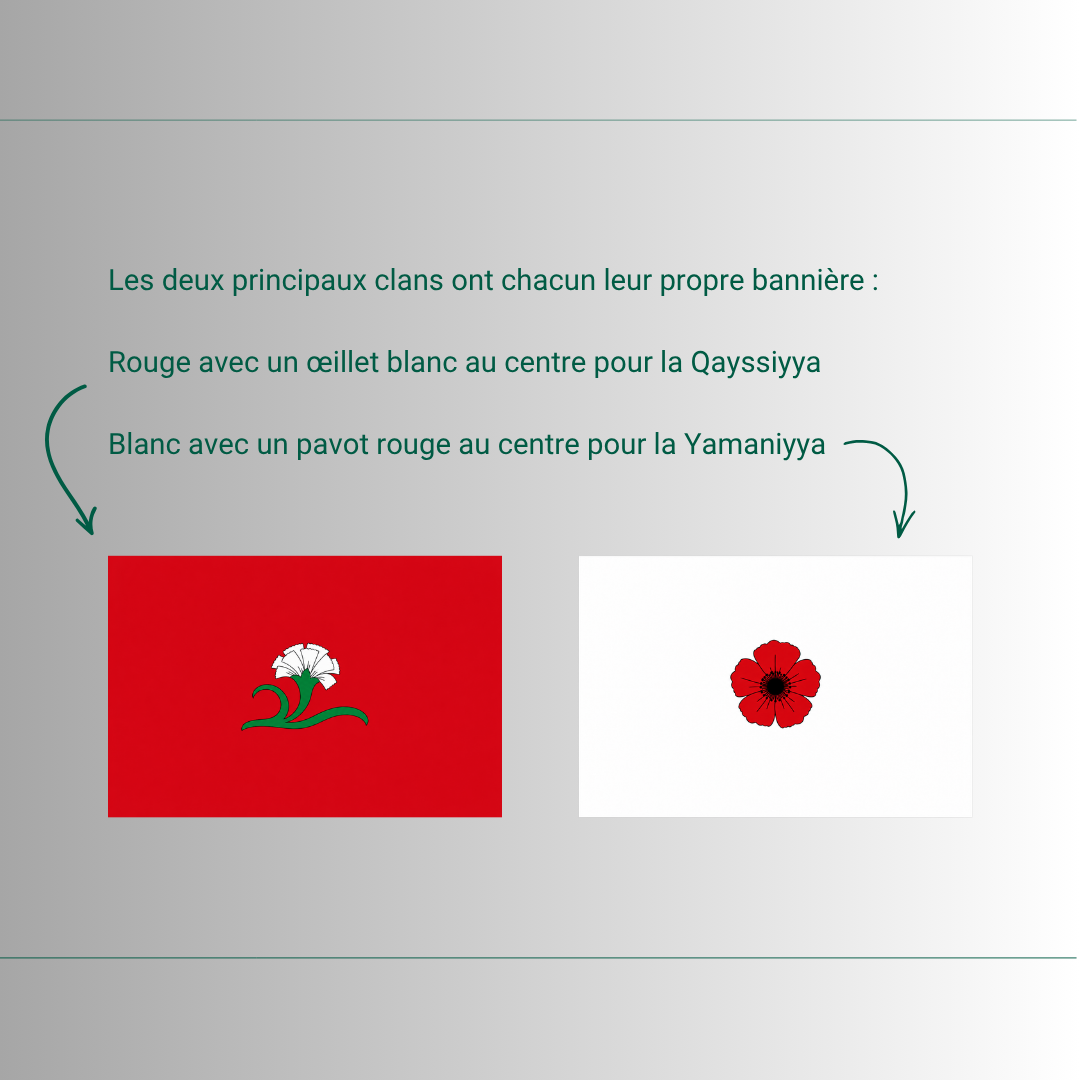 Les deux principaux clans ont chacun leur propre bannière :
Rouge avec un œillet blanc au centre pour la Qayssiyya
Blanc avec un pavot rouge au centre pour la Yamaniyya